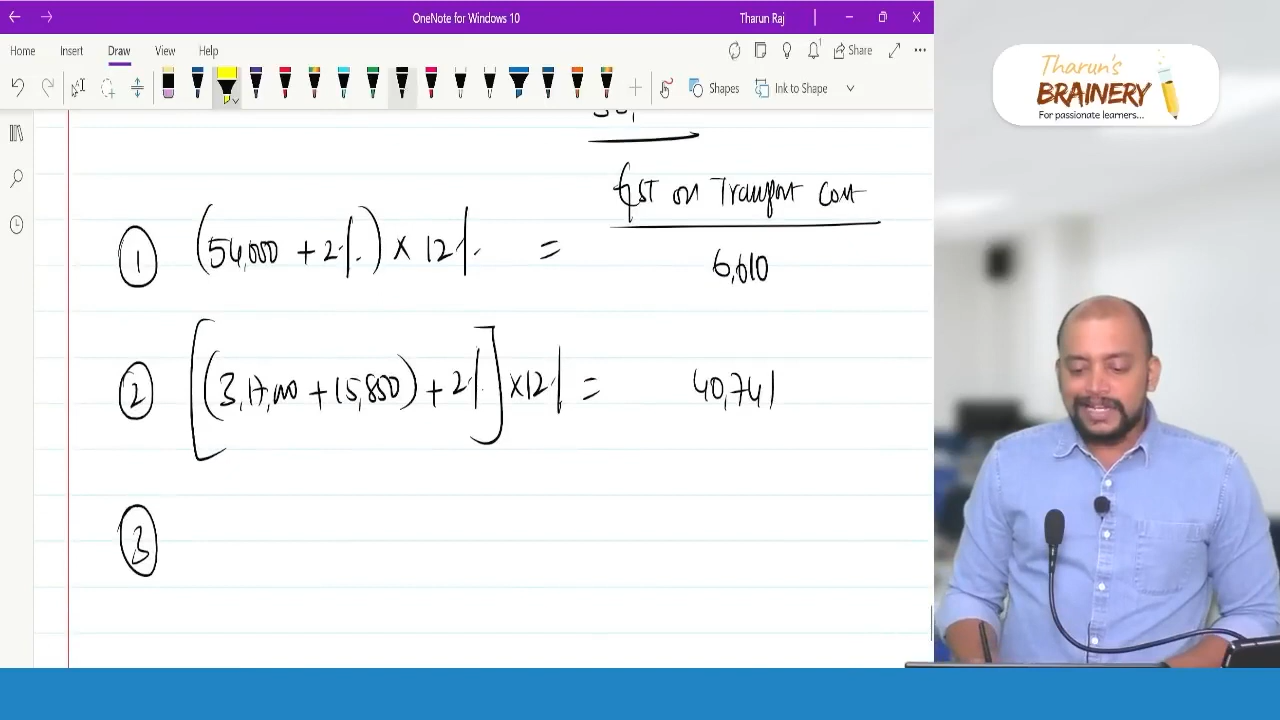 OneNote for Windows 10
Tharun Raj
Home Insert Draw View Help
Share
Shapes
Ink to Shape
Tharun's
BRAINERY
For passionate learners...
GST on Transport Cost
① (54,000 + 2%) × 12% = 6,610
② [(3,17,000 + 15,850) + 2%] × 12% = 40,741
③